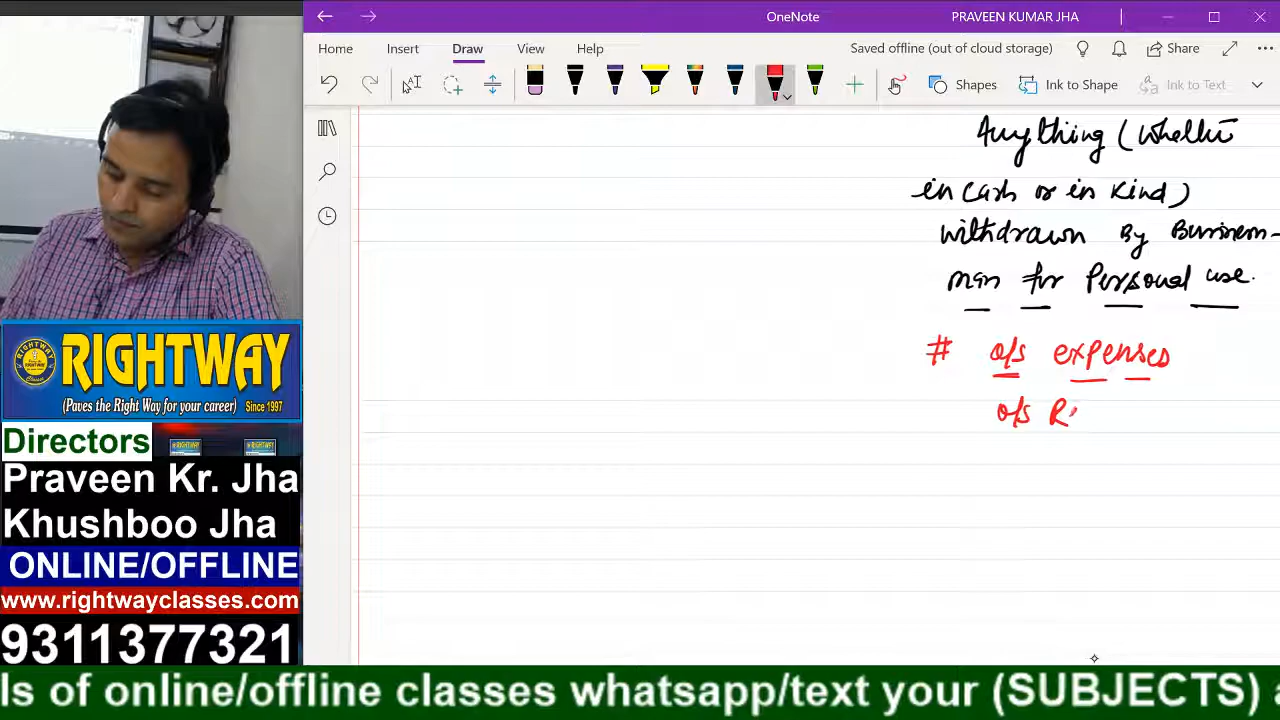 OneNote
PRAVEEN KUMAR JHA
Home Insert Draw View Help
Saved offline (out of cloud storage)
Share
Shapes
Ink to Shape
Ink to Text
Anything (Whether
in Cash or in Kind)
withdrawn By Business-
man for Personal use.
# o/s expenses
o/s R
RIGHTWAY
(Paves the Right Way for your career) Since 1997
Directors
Praveen Kr. Jha
Khushboo Jha
ONLINE/OFFLINE
www.rightwayclasses.com
9311377321
ls of online/offline classes whatsapp/text your (SUBJECTS)